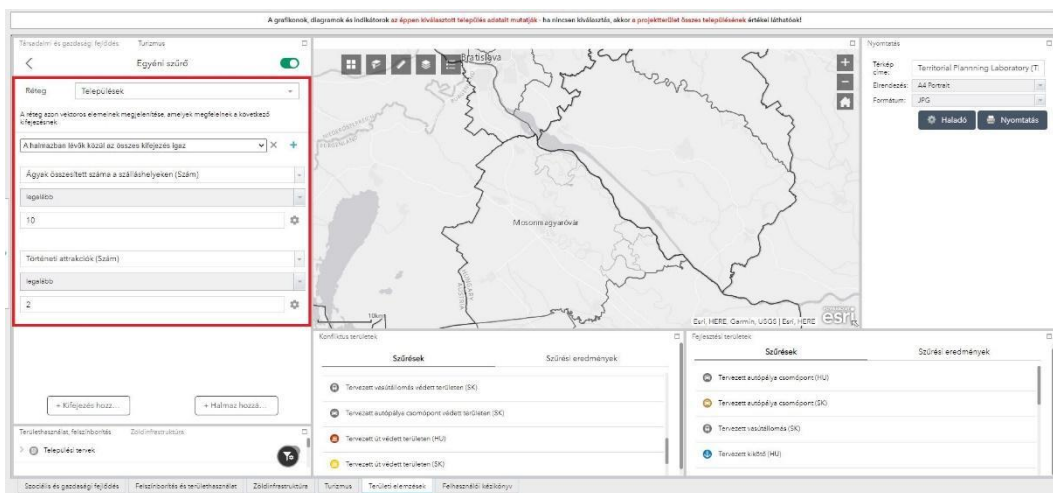 A grafikonok, diagramok és indikátorok az éppen kiválasztott település adatait mutatják - ha nincsen kiválasztás, akkor a projektterület összes településének értékei láthatóak!
Társadalmi és gazdasági fejlődés Turizmus
Egyéni szűrő
Réteg Települések
A réteg azon vektoros elemeinek megjelenítése, amelyek megfelelnek a következő kifejezésnek
A halmazban lévők közül az összes kifejezés igaz
Ágyak összesített száma a szálláshelyeken (Szám)
legalább
10
Történeti attrakciók (Szám)
legalább
2
+ Kifejezés hozz...
+ Halmaz hozzá...
Területhasználat, felszínborítás Zöldinfrastruktúra
Települési tervek
Bratislava
Mosonmagyaróvár
HUNGARY
AUSTRIA
10km
Esri, HERE, Garmin, USGS | Esri, HERE
esri
Nyomtatás
Térkép címe: Territorial Plannning Laboratory (T:
Elrendezés: A4 Portrait
Formátum: JPG
Haladó
Nyomtatás
Konfliktus területek
Szűrések Szűrési eredmények
Tervezett vasútállomás védett területen (SK)
Tervezett autópálya csomópont védett területen (SK)
Tervezett út védett területen (HU)
Tervezett út védett területen (SK)
Fejlesztési területek
Szűrések Szűrési eredmények
Tervezett autópálya csomópont (HU)
Tervezett autópálya csomópont (SK)
Tervezett vasútállomás (SK)
Tervezett kikötő (HU)
Szociális és gazdasági fejlődés
Felszínborítás és területhasználat
Zöldinfrastruktúra
Turizmus
Területi elemzések
Felhasználói kézikönyv